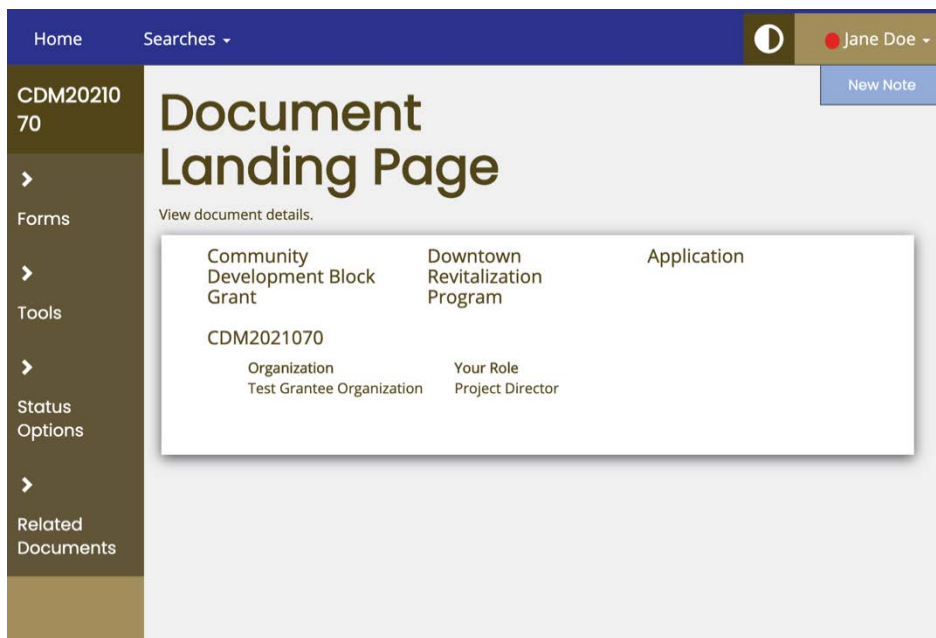 Home Searches Jane Doe
New Note
CDM20210
70
Forms
Tools
Status
Options
Related
Documents
Document
Landing Page
View document details.
Community
Development Block
Grant
Downtown
Revitalization
Program
Application
CDM2021070
Organization
Test Grantee Organization
Your Role
Project Director